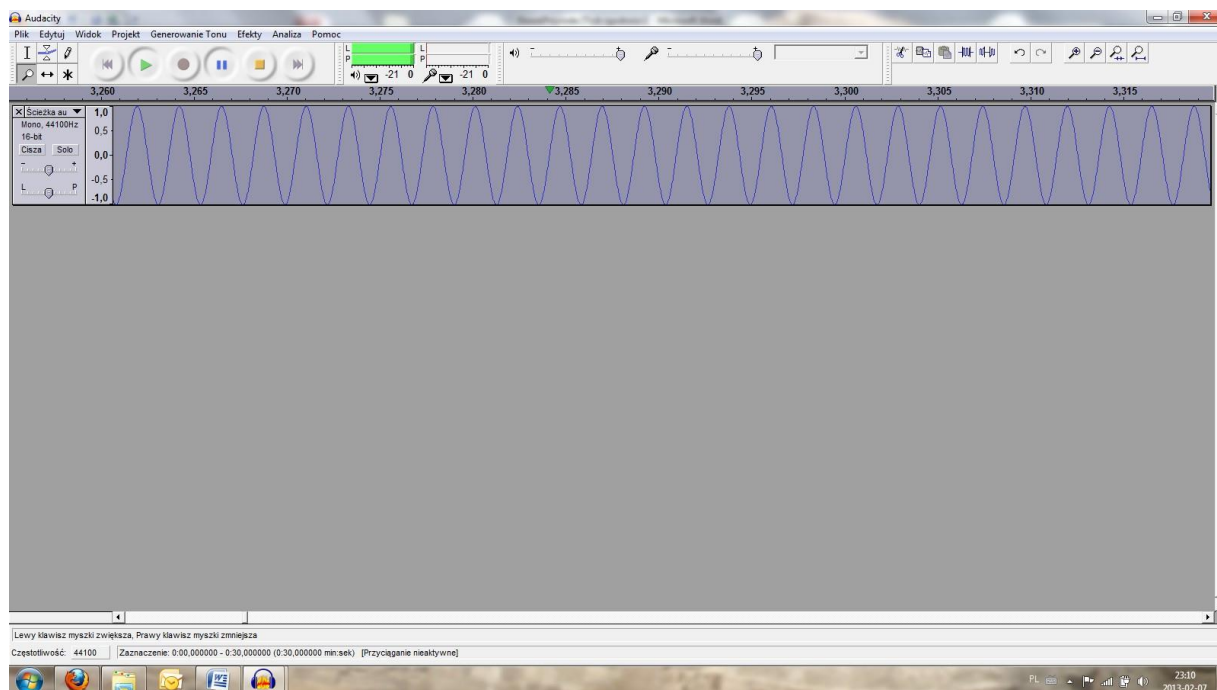 Audacity
Plik Edytuj Widok Projekt Generowanie Tonu Efekty Analiza Pomoc
L L
P P
-21 0 -21 0
3,260 3,265 3,270 3,275 3,280 3,285 3,290 3,295 3,300 3,305 3,310 3,315
Ścieżka au 1,0
Mono, 44100Hz
16-bit 0,5
Cisza Solo
- + 0,0
L P -0,5
-1,0
Lewy klawisz myszki zwiększa, Prawy klawisz myszki zmniejsza
Częstotliwość: 44100 Zaznaczenie: 0:00,000000 - 0:30,000000 (0:30,000000 min:sek) [Przyciąganie nieaktywne]
PL 23:10
2013-02-07